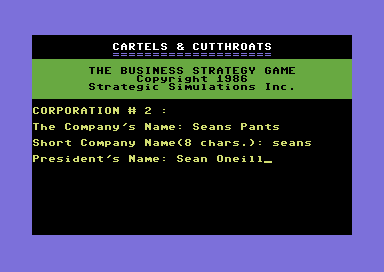 CARTELS & CUTTHROATS
====================
THE BUSINESS STRATEGY GAME
Copyright 1986
Strategic Simulations Inc.
CORPORATION # 2 :
The Company's Name: Seans Pants
Short Company Name(8 chars.): seans
President's Name: Sean Oneill_